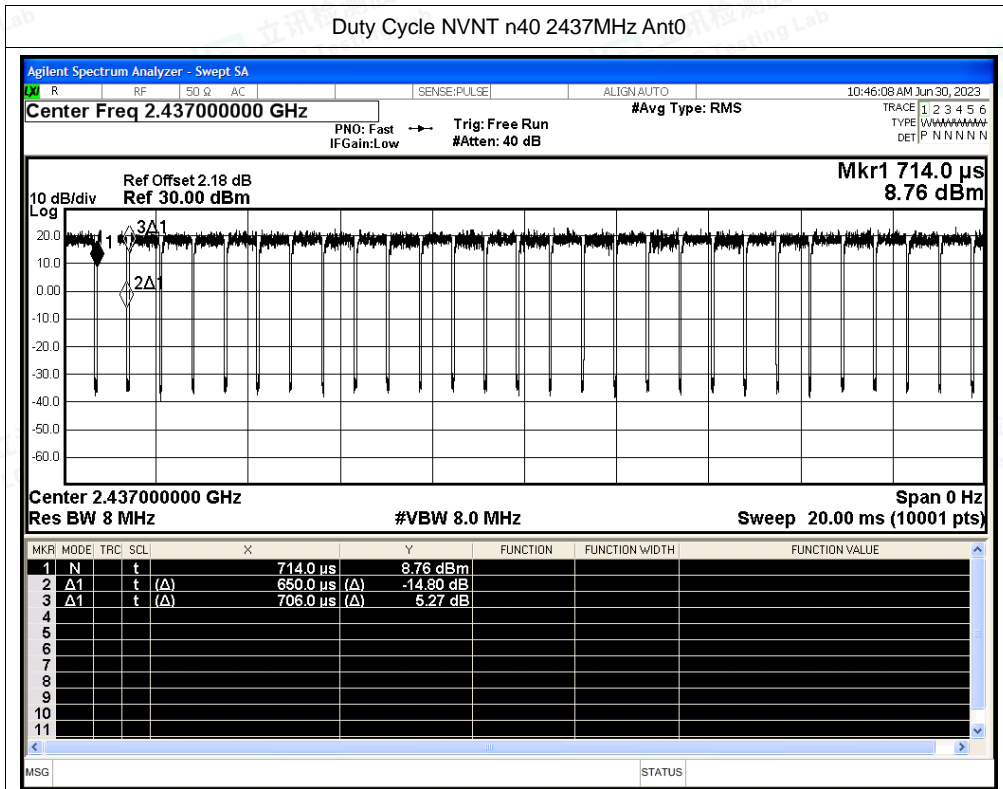 Duty Cycle NVNT n40 2437MHz Ant0
Agilent Spectrum Analyzer - Swept SA
LXI R RF 50 Ω AC SENSE:PULSE ALIGN AUTO 10:46:08 AM Jun 30, 2023
Center Freq 2.437000000 GHz #Avg Type: RMS TRACE 1 2 3 4 5 6
PNO: Fast Trig: Free Run TYPE W
IFGain:Low #Atten: 40 dB DET P N N N N N
Mkr1 714.0 µs
Ref Offset 2.18 dB
10 dB/div Ref 30.00 dBm 8.76 dBm
Log
20.0
10.0
0.00
-10.0
-20.0
-30.0
-40.0
-50.0
-60.0
1
3Δ1
2Δ1
Center 2.437000000 GHz Span 0 Hz
Res BW 8 MHz #VBW 8.0 MHz Sweep 20.00 ms (10001 pts)
MKR MODE TRC SCL X Y FUNCTION FUNCTION WIDTH FUNCTION VALUE
1 N t 714.0 µs 8.76 dBm
2 Δ1 t (Δ) 650.0 µs (Δ) -14.80 dB
3 Δ1 t (Δ) 706.0 µs (Δ) 5.27 dB
4
5
6
7
8
9
10
11
MSG STATUS